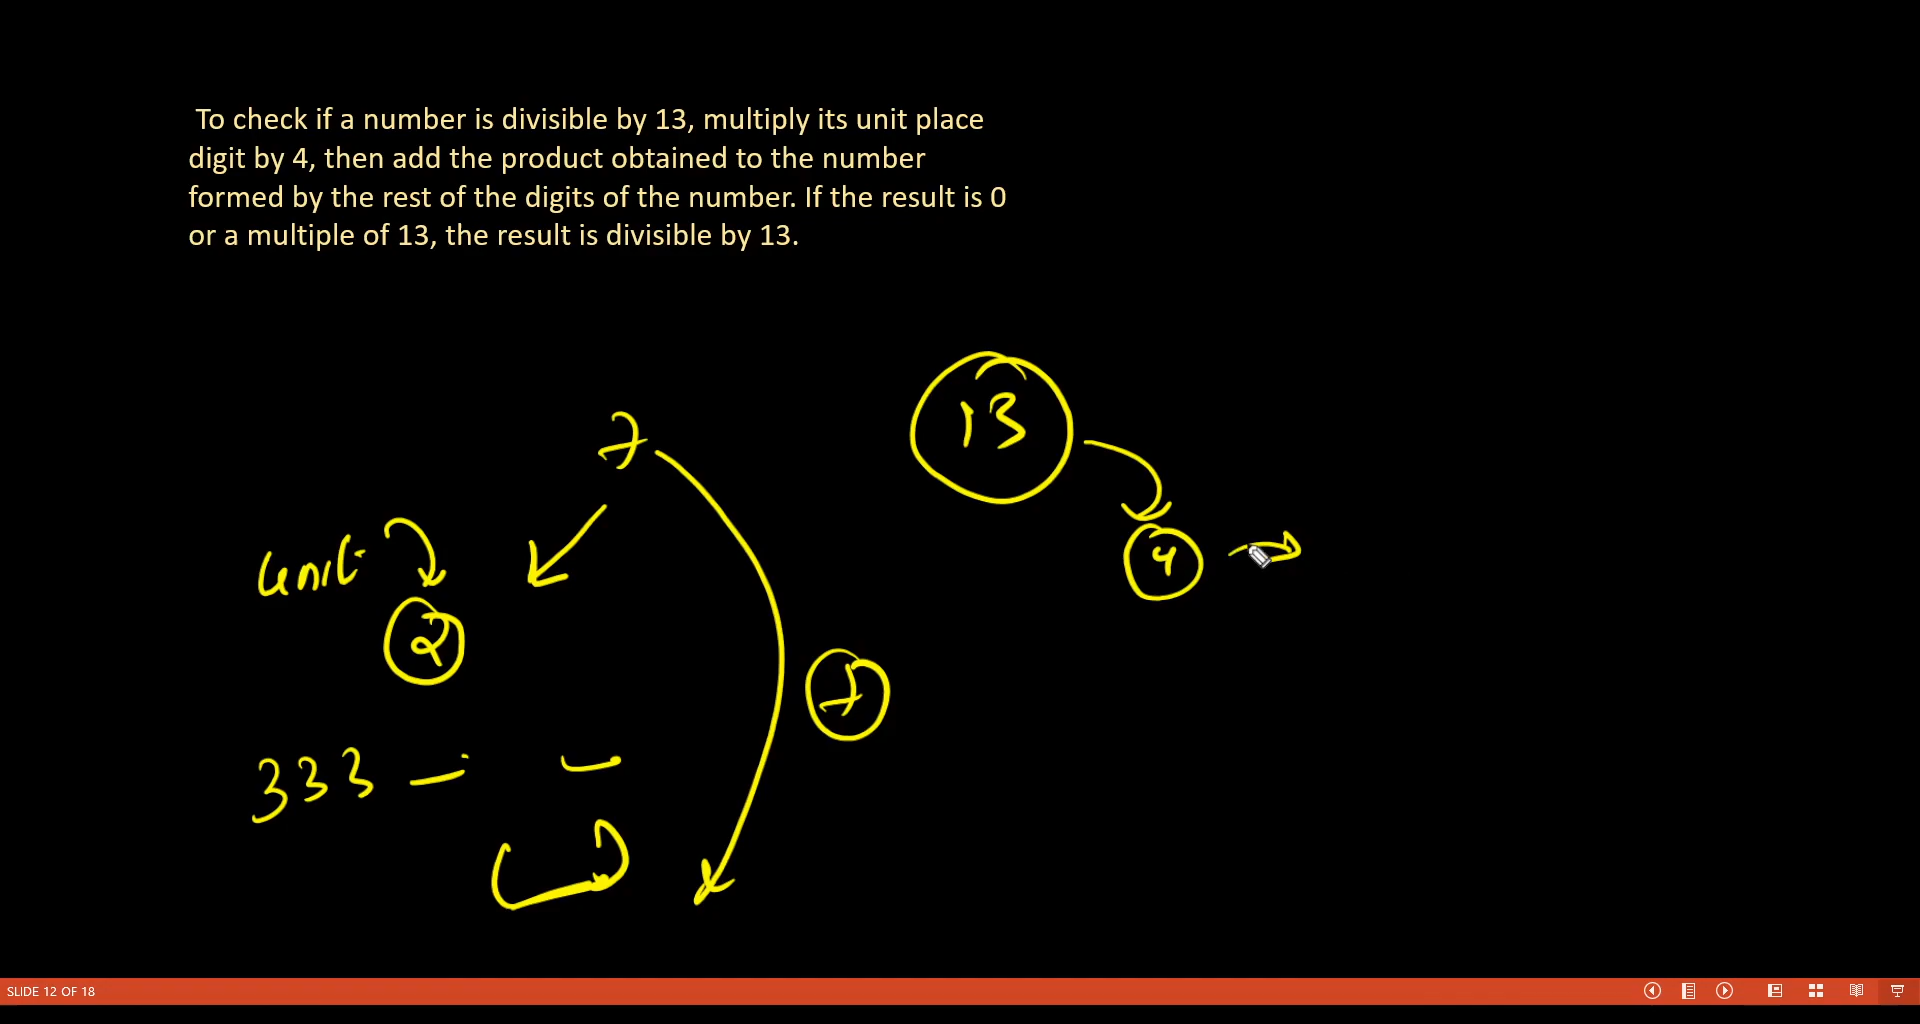 To check if a number is divisible by 13, multiply its unit place
digit by 4, then add the product obtained to the number
formed by the rest of the digits of the number. If the result is 0
or a multiple of 13, the result is divisible by 13.
13
7
unit
4
2
7
333 –  –
SLIDE 12 OF 18